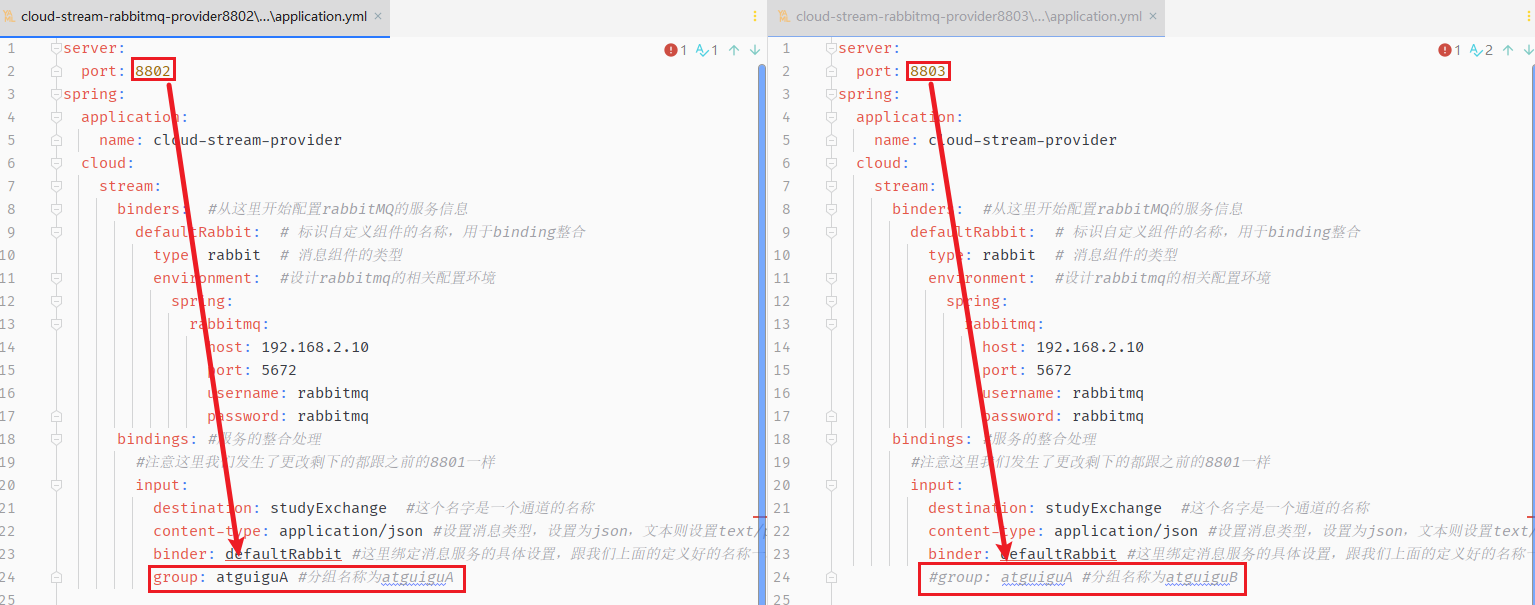 cloud-stream-rabbitmq-provider8802\...\application.yml
1 server:
2 port: 8802
3 spring:
4 application:
5 name: cloud-stream-provider
6 cloud:
7 stream:
8 binders: #从这里开始配置rabbitMQ的服务信息
9 defaultRabbit: # 标识自定义组件的名称，用于binding整合
10 type rabbit # 消息组件的类型
11 environment: #设计rabbitmq的相关配置环境
12 spring:
13 rabbitmq:
14 host: 192.168.2.10
15 port: 5672
16 username: rabbitmq
17 password: rabbitmq
18 bindings: #服务的整合处理
19 #注意这里我们发生了更改剩下的都跟之前的8801一样
20 input:
21 destination: studyExchange #这个名字是一个通道的名称
22 content-type: application/json #设置消息类型，设置为json，文本则设置text/p
23 binder: defaultRabbit #这里绑定消息服务的具体设置，跟我们上面的定义好的名称一
24 group: atguiguA #分组名称为atguiguA
25
1
1
cloud-stream-rabbitmq-provider8803\...\application.yml
1 server:
2 port: 8803
3 spring:
4 application:
5 name: cloud-stream-provider
6 cloud:
7 stream:
8 binders: #从这里开始配置rabbitMQ的服务信息
9 defaultRabbit: # 标识自定义组件的名称，用于binding整合
10 type: rabbit # 消息组件的类型
11 environment: #设计rabbitmq的相关配置环境
12 spring:
13 rabbitmq:
14 host: 192.168.2.10
15 port: 5672
16 username: rabbitmq
17 password: rabbitmq
18 bindings: #服务的整合处理
19 #注意这里我们发生了更改剩下的都跟之前的8801一样
20 input:
21 destination: studyExchange #这个名字是一个通道的名称
22 content-type: application/json #设置消息类型，设置为json，文本则设置text/
23 binder: defaultRabbit #这里绑定消息服务的具体设置，跟我们上面的定义好的名称一
24 #group: atguiguA #分组名称为atguiguB
25
1
2